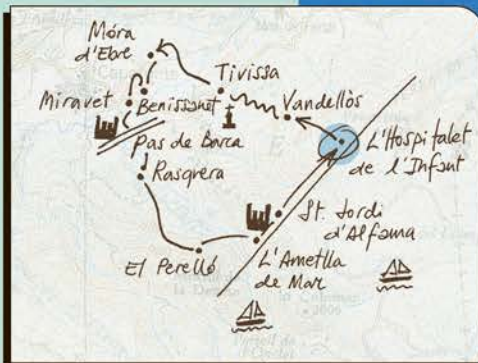 Móra
d'Ebre
Tivissa
Miravet
Benissanet
Vandellòs
Pas de Barca
Rasquera
L'Hospitalet
de l'Infant
St. Jordi
d'Alfama
El Perelló
L'Ametlla
de Mar